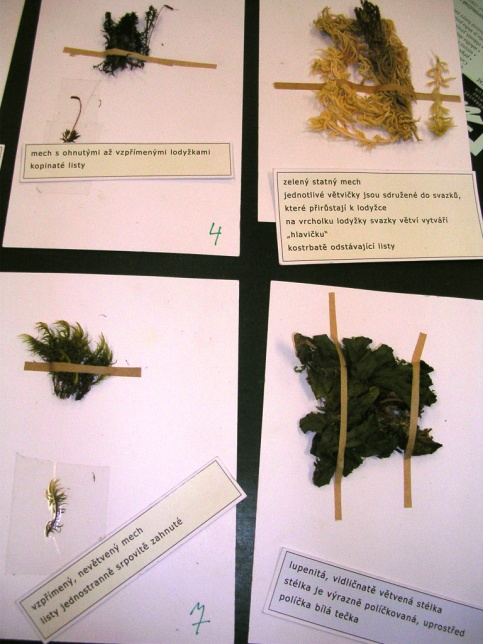 mech s ohnutými až vzpřímenými lodyžkami
kopinaté listy
4
zelený statný mech
jednotlivé větvičky jsou sdružené do svazků,
které přirůstají k lodyžce
na vrcholku lodyžky svazky větví vytváří
„hlavičku"
kostrbatě odstávající listy
vzpřímený, nevětvený mech
listy jednostranně srpovitě zahnuté
7
lupenitá, vidličnatě větvená stélka
stélka je výrazně políčkovaná, uprostřed
políčka bílá tečka